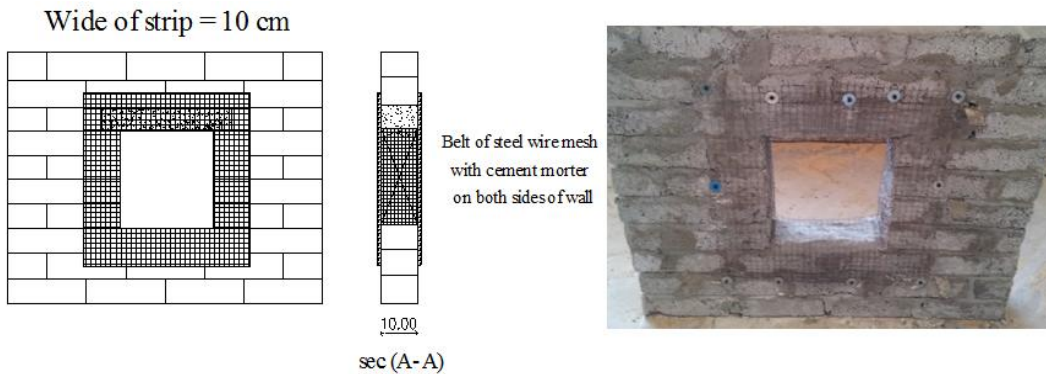 Wide of strip = 10 cm
Belt of steel wire mesh
with cement morter
on both sides of wall
10.00
sec (A-A)